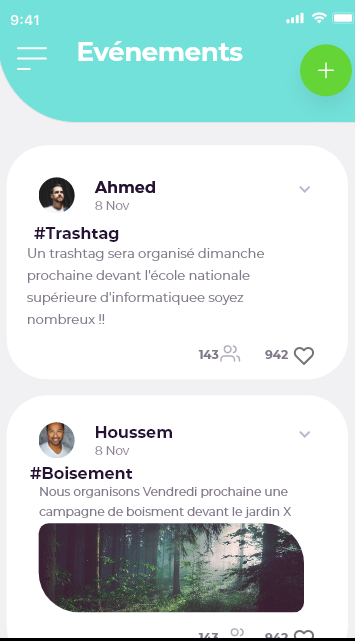 9:41
Evénements
Ahmed
8 Nov
#Trashtag
Un trashtag sera organisé dimanche
prochaine devant l'école nationale
supérieure d'informatiquee soyez
nombreux !!
143 942
Houssem
8 Nov
#Boisement
Nous organisons Vendredi prochaine une
campagne de boisment devant le jardin X
143 942